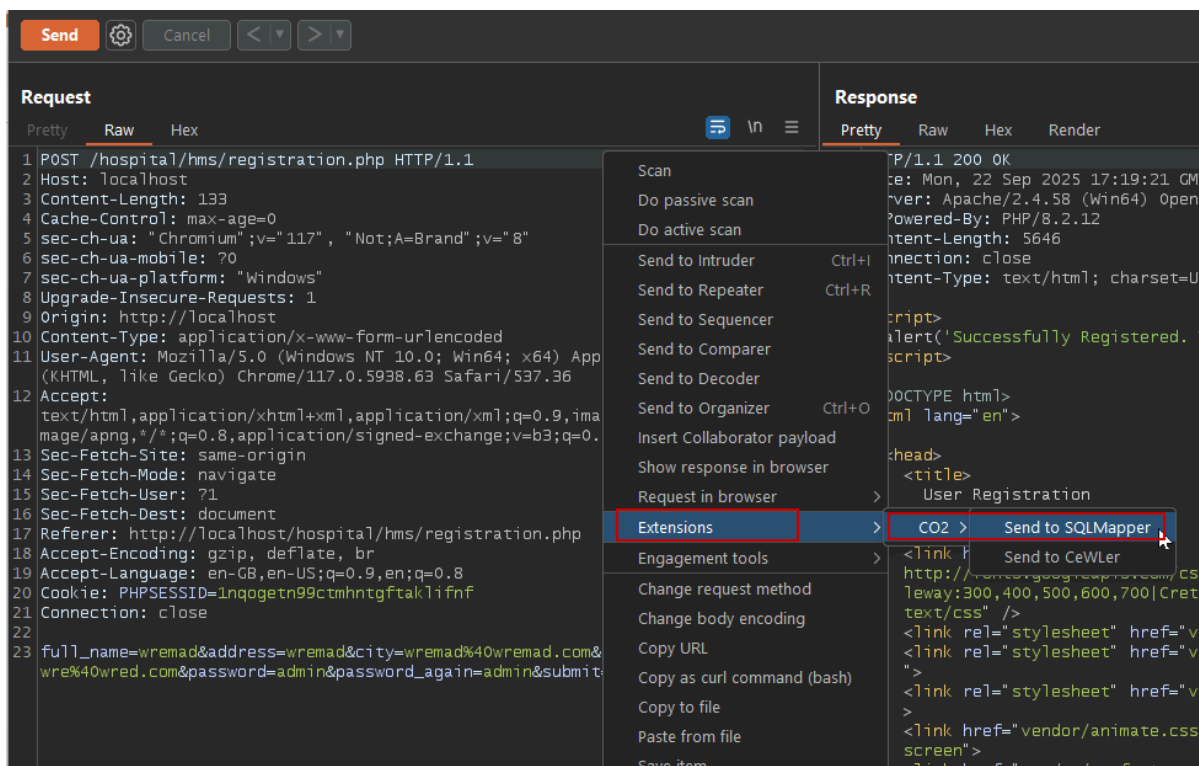 Send
Cancel
< >
Request
Pretty Raw Hex
\n
1 POST /hospital/hms/registration.php HTTP/1.1
2 Host: localhost
3 Content-Length: 133
4 Cache-Control: max-age=0
5 sec-ch-ua: "Chromium";v="117", "Not;A=Brand";v="8"
6 sec-ch-ua-mobile: ?0
7 sec-ch-ua-platform: "Windows"
8 Upgrade-Insecure-Requests: 1
9 Origin: http://localhost
10 Content-Type: application/x-www-form-urlencoded
11 User-Agent: Mozilla/5.0 (Windows NT 10.0; Win64; x64) App
(KHTML, like Gecko) Chrome/117.0.5938.63 Safari/537.36
12 Accept:
text/html,application/xhtml+xml,application/xml;q=0.9,ima
mage/apng,*/*;q=0.8,application/signed-exchange;v=b3;q=0.
13 Sec-Fetch-Site: same-origin
14 Sec-Fetch-Mode: navigate
15 Sec-Fetch-User: ?1
16 Sec-Fetch-Dest: document
17 Referer: http://localhost/hospital/hms/registration.php
18 Accept-Encoding: gzip, deflate, br
19 Accept-Language: en-GB,en-US;q=0.9,en;q=0.8
20 Cookie: PHPSESSID=1nqogetn99ctmhntgftaklifnf
21 Connection: close
22
23 full_name=wremad&address=wremad&city=wremad%40wremad.com&
wre%40wred.com&password=admin&password_again=admin&submit=
Scan
Do passive scan
Do active scan
Send to Intruder Ctrl+I
Send to Repeater Ctrl+R
Send to Sequencer
Send to Comparer
Send to Decoder
Send to Organizer Ctrl+O
Insert Collaborator payload
Show response in browser
Request in browser >
Extensions >
Engagement tools >
Change request method
Change body encoding
Copy URL
Copy as curl command (bash)
Copy to file
Paste from file
Save item
CO2 >
Send to SQLMapper
Send to CeWLer
Response
Pretty Raw Hex Render
TP/1.1 200 OK
te: Mon, 22 Sep 2025 17:19:21 GM
ver: Apache/2.4.58 (Win64) Open
Powered-By: PHP/8.2.12
ntent-Length: 5646
nnection: close
ntent-Type: text/html; charset=U
cript>
alert('Successfully Registered.
script>
DOCTYPE html>
tml lang="en">
<head>
<title>
User Registration
<link
http://fonts.googleapis.com/cs
leway:300,400,500,600,700|Cret
text/css" />
<link rel="stylesheet" href="v
<link rel="stylesheet" href="v
">
<link rel="stylesheet" href="v
>
<link href="vendor/animate.css
screen">